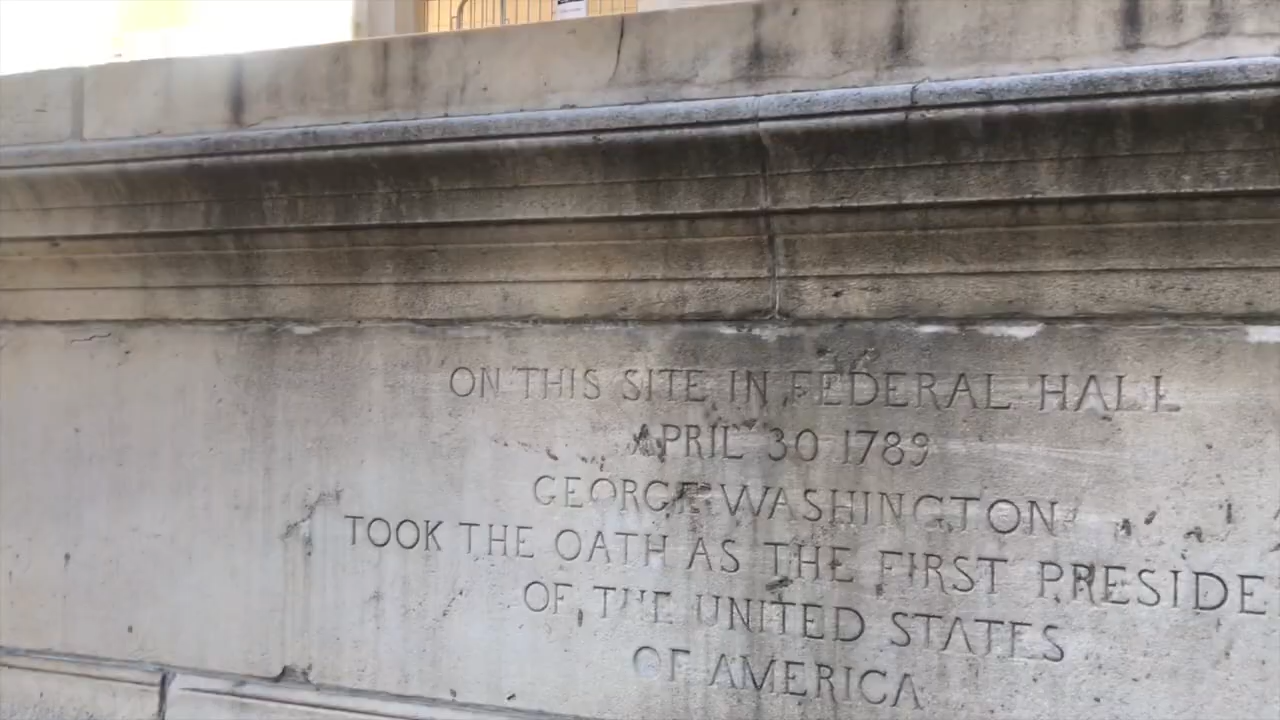 ON THIS SITE IN FEDERAL HALL
APRIL 30 1789
GEORGE WASHINGTON
TOOK THE OATH AS THE FIRST PRESIDE
OF THE UNITED STATES
OF AMERICA